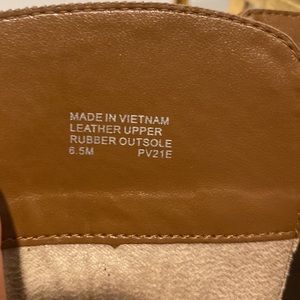 MADE IN VIETNAM
LEATHER UPPER
RUBBER OUTSOLE
6.5M PV21E